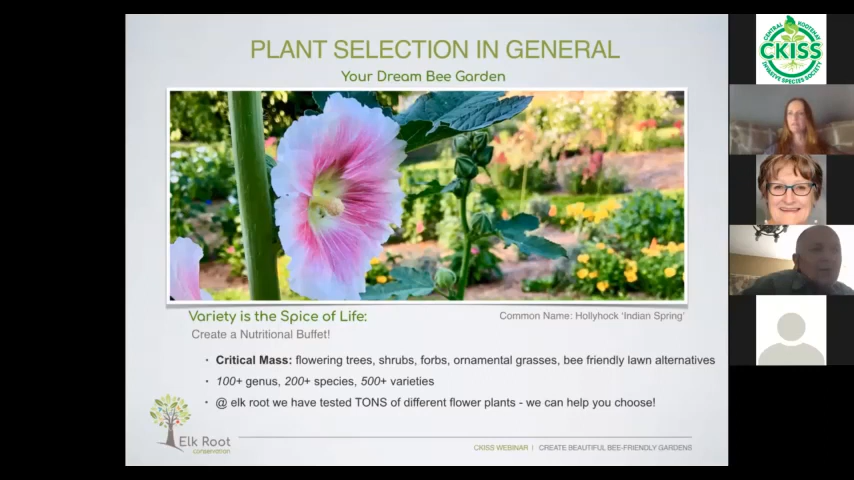 PLANT SELECTION IN GENERAL
Your Dream Bee Garden
Variety is the Spice of Life:
Common Name: Hollyhock 'Indian Spring'
Create a Nutritional Buffet!
· Critical Mass: flowering trees, shrubs, forbs, ornamental grasses, bee friendly lawn alternatives
· 100+ genus, 200+ species, 500+ varieties
· @ elk root we have tested TONS of different flower plants - we can help you choose!
Elk Root
conservation
CKISS WEBINAR | CREATE BEAUTIFUL BEE-FRIENDLY GARDENS
CENTRAL KOOTENAY
CKISS
INVASIVE SPECIES SOCIETY